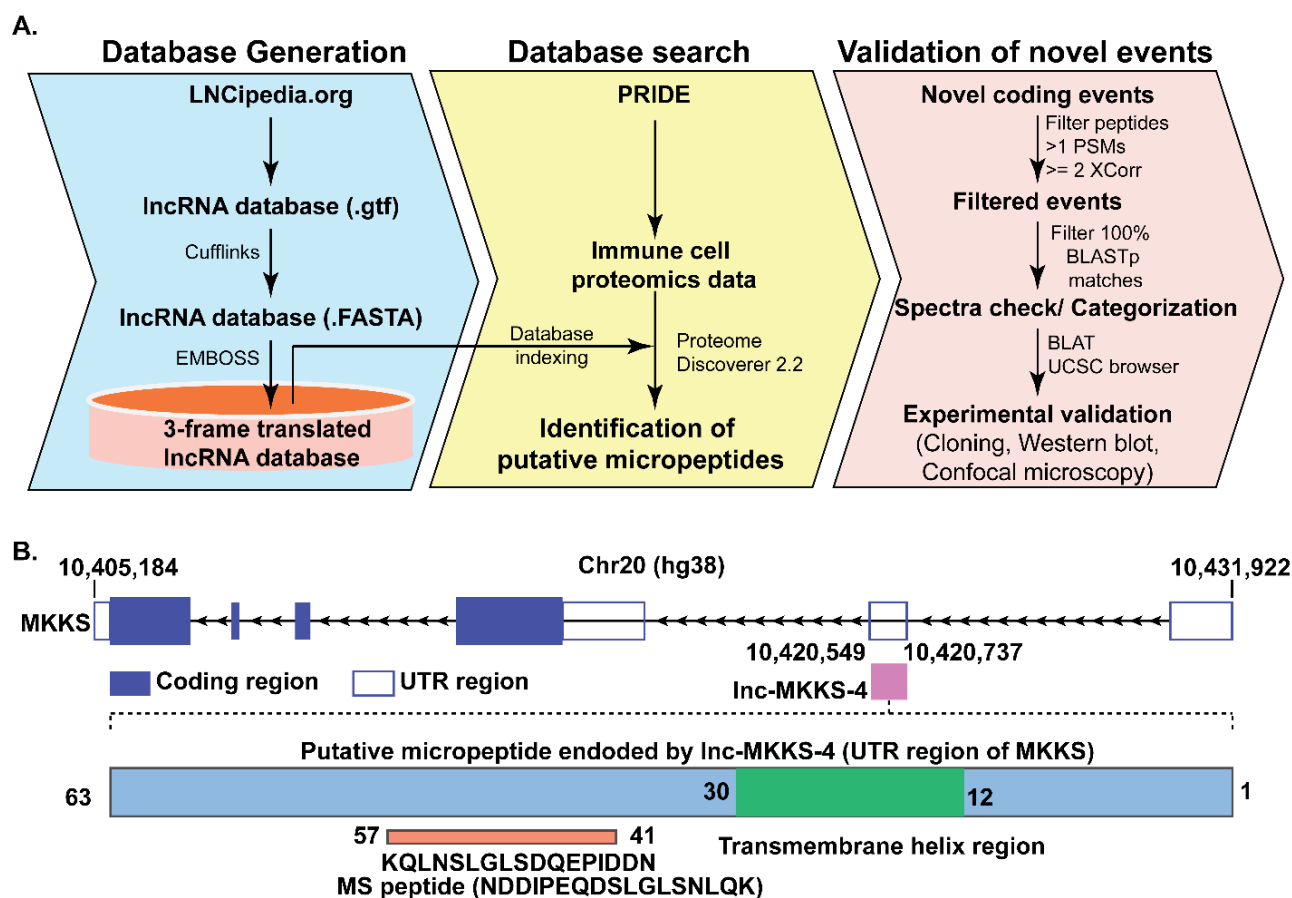 A.
Database Generation
Database search
Validation of novel events
LNCipedia.org
lncRNA database (.gtf)
Cufflinks
lncRNA database (.FASTA)
EMBOSS
3-frame translated
lncRNA database
PRIDE
Immune cell
proteomics data
Database
indexing
Proteome
Discoverer 2.2
Identification of
putative micropeptides
Novel coding events
Filter peptides
>1 PSMs
>= 2 XCorr
Filtered events
Filter 100%
BLASTp
matches
Spectra check/ Categorization
BLAT
UCSC browser
Experimental validation
(Cloning, Western blot,
Confocal microscopy)
B.
10,405,184
Chr20 (hg38)
10,431,922
MKKS
10,420,549
10,420,737
Coding region
UTR region
lnc-MKKS-4
Putative micropeptide endoded by lnc-MKKS-4 (UTR region of MKKS)
63
30
12
1
57
41
Transmembrane helix region
KQLNSLGLSDQEPIDDN
MS peptide (NDDIPEQDSLGLSNLQK)